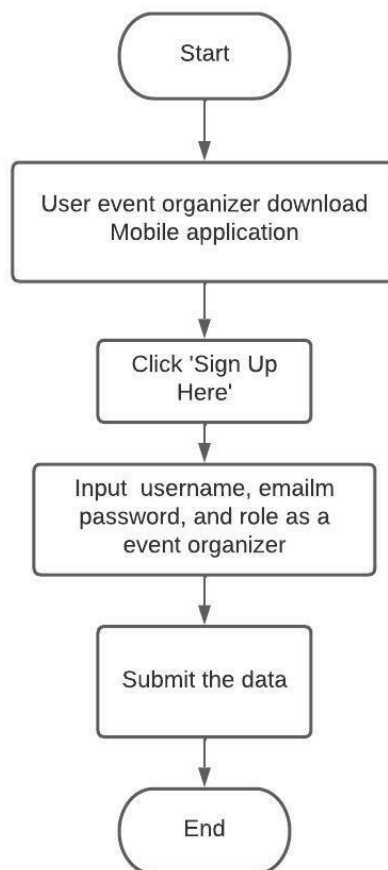 Start
User event organizer download
Mobile application
Click 'Sign Up
Here'
Input  username, emailm
password, and role as a
event organizer
Submit the data
End